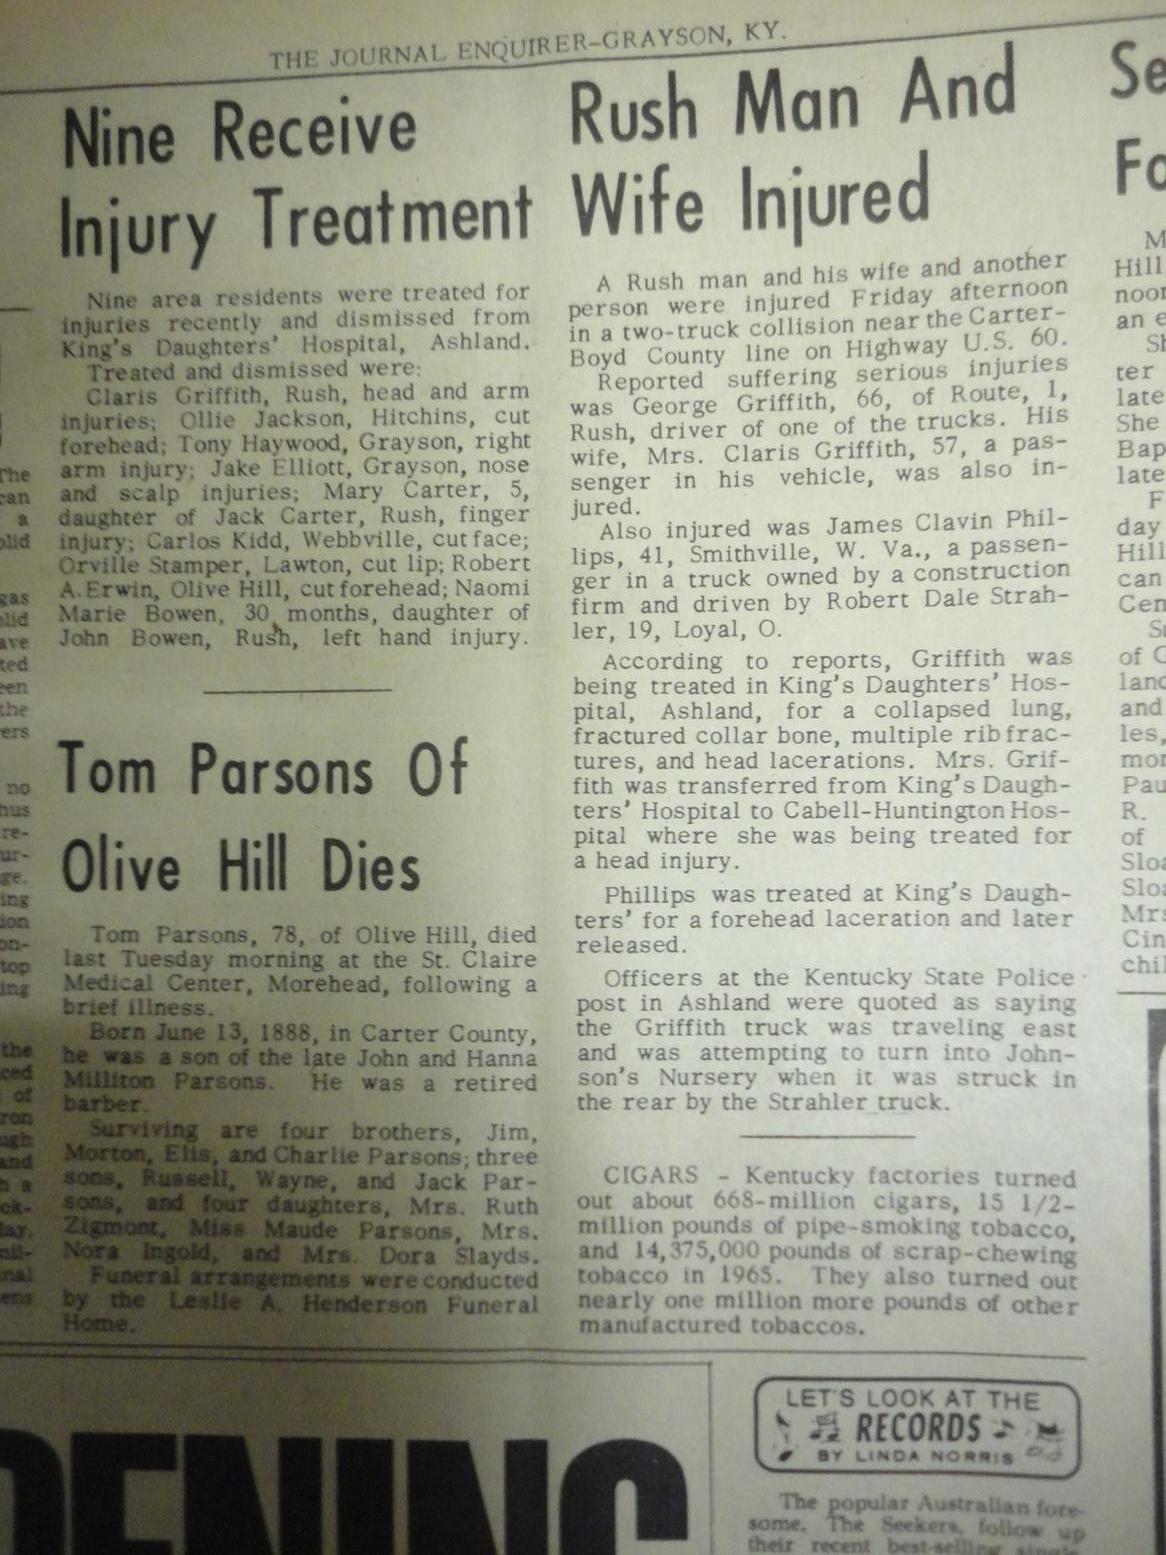 THE JOURNAL ENQUIRER-GRAYSON, KY.
Nine Receive
Injury Treatment
Nine area residents were treated for
injuries recently and dismissed from
King's Daughters' Hospital, Ashland.
Treated and dismissed were:
Claris Griffith, Rush, head and arm
injuries; Ollie Jackson, Hitchins, cut
forehead; Tony Haywood, Grayson, right
arm injury; Jake Elliott, Grayson, nose
and scalp injuries; Mary Carter, 5,
daughter of Jack Carter, Rush, finger
injury; Carlos Kidd, Webbville, cut face;
Orville Stamper, Lawton, cut lip; Robert
A. Erwin, Olive Hill, cut forehead; Naomi
Marie Bowen, 30 months, daughter of
John Bowen, Rush, left hand injury.
Tom Parsons Of
Olive Hill Dies
Tom Parsons, 78, of Olive Hill, died
last Tuesday morning at the St. Claire
Medical Center, Morehead, following a
brief illness.
Born June 13, 1888, in Carter County,
he was a son of the late John and Hanna
Milliton Parsons. He was a retired
barber.
Surviving are four brothers, Jim,
Morton, Elis, and Charlie Parsons; three
sons, Russell, Wayne, and Jack Par-
sons, and four daughters, Mrs. Ruth
Zigmont, Miss Maude Parsons, Mrs.
Nora Ingold, and Mrs. Dora Slayds.
Funeral arrangements were conducted
by the Leslie A. Henderson Funeral
Home.
Rush Man And
Wife Injured
A Rush man and his wife and another
person were injured Friday afternoon
in a two-truck collision near the Carter-
Boyd County line on Highway U.S. 60.
Reported suffering serious injuries
was George Griffith, 66, of Route, 1,
Rush, driver of one of the trucks. His
wife, Mrs. Claris Griffith, 57, a pas-
senger in his vehicle, was also in-
jured.
Also injured was James Clavin Phil-
lips, 41, Smithville, W. Va., a passen-
ger in a truck owned by a construction
firm and driven by Robert Dale Strah-
ler, 19, Loyal, O.
According to reports, Griffith was
being treated in King's Daughters' Hos-
pital, Ashland, for a collapsed lung,
fractured collar bone, multiple rib frac-
tures, and head lacerations. Mrs. Grif-
fith was transferred from King's Daugh-
ters' Hospital to Cabell-Huntington Hos-
pital where she was being treated for
a head injury.
Phillips was treated at King's Daugh-
ters' for a forehead laceration and later
released.
Officers at the Kentucky State Police
post in Ashland were quoted as saying
the Griffith truck was traveling east
and was attempting to turn into John-
son's Nursery when it was struck in
the rear by the Strahler truck.
CIGARS - Kentucky factories turned
out about 668-million cigars, 15 1/2-
million pounds of pipe-smoking tobacco,
and 14,375,000 pounds of scrap-chewing
tobacco in 1965. They also turned out
nearly one million more pounds of other
manufactured tobaccos.
LET'S LOOK AT THE
RECORDS
BY LINDA NORRIS
The popular Australian fore-
some, The Seekers, follow up
their recent best-selling single